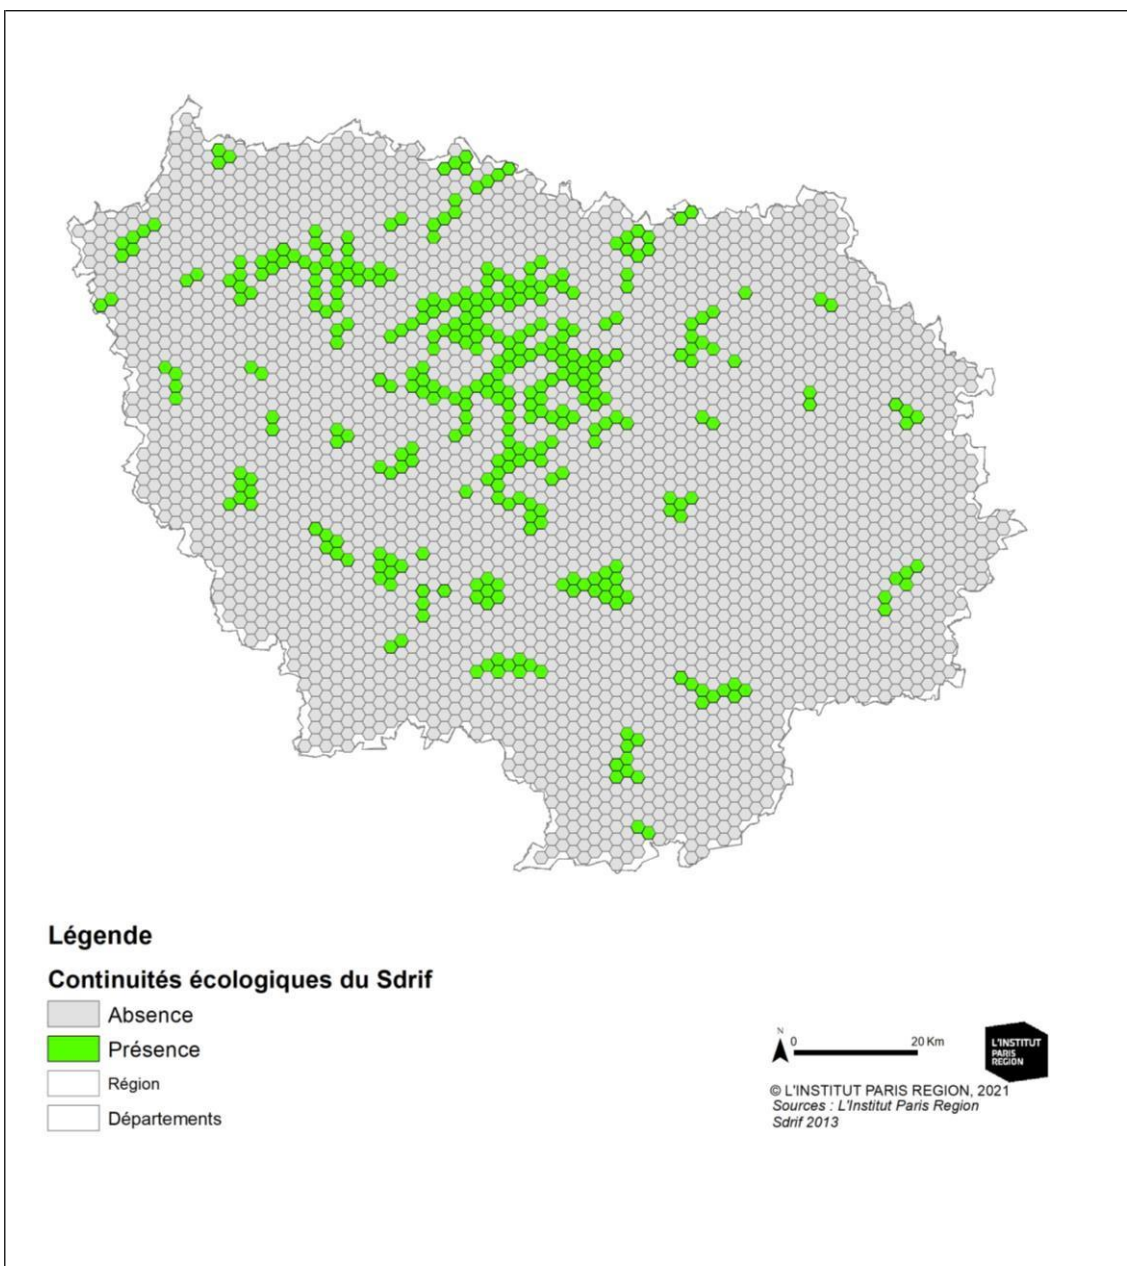 Légende
Continuités écologiques du Sdrif
Absence
Présence
Région
Départements
N
0 20 Km
L'INSTITUT
PARIS
REGION
© L'INSTITUT PARIS REGION, 2021
Sources : L'Institut Paris Region
Sdrif 2013